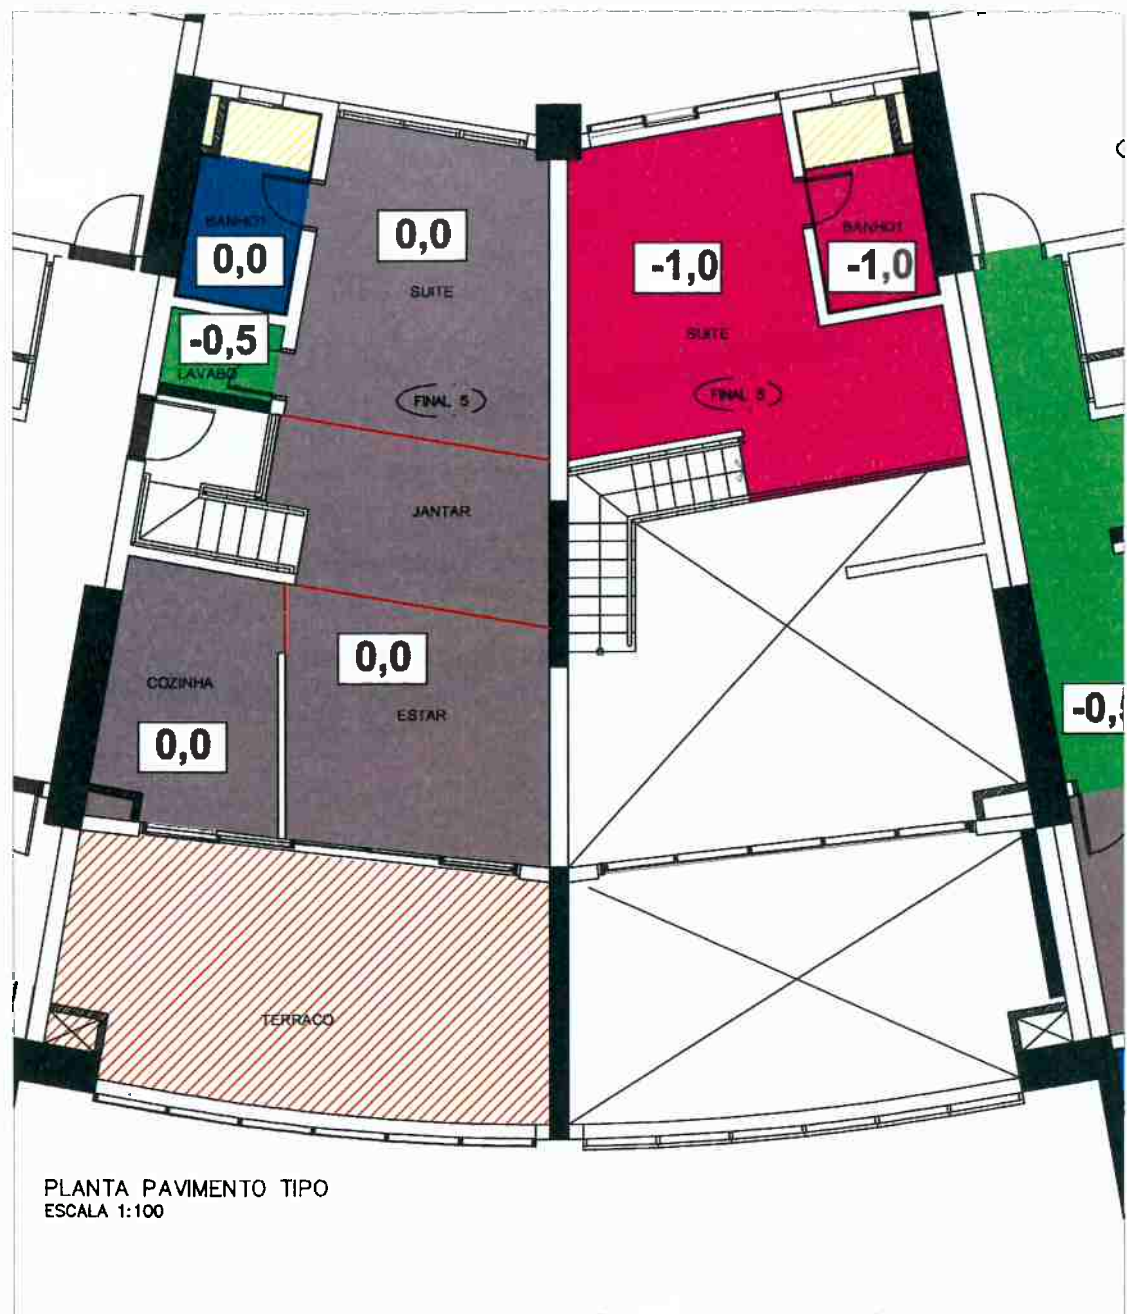 BANHO1
0,0
0,0
SUITE
-0,5
LAVABO
FINAL 5
JANTAR
COZINHA
0,0
0,0
ESTAR
TERRACO
-1,0
BANHO1
-1,0
SUITE
FINAL 5
PLANTA PAVIMENTO TIPO
ESCALA 1:100